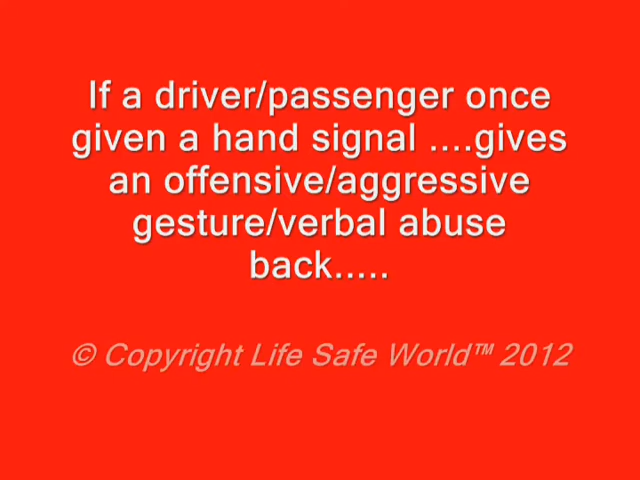 If a driver/passenger once
given a hand signal ....gives
an offensive/aggressive
gesture/verbal abuse
back.....
© Copyright Life Safe World™ 2012